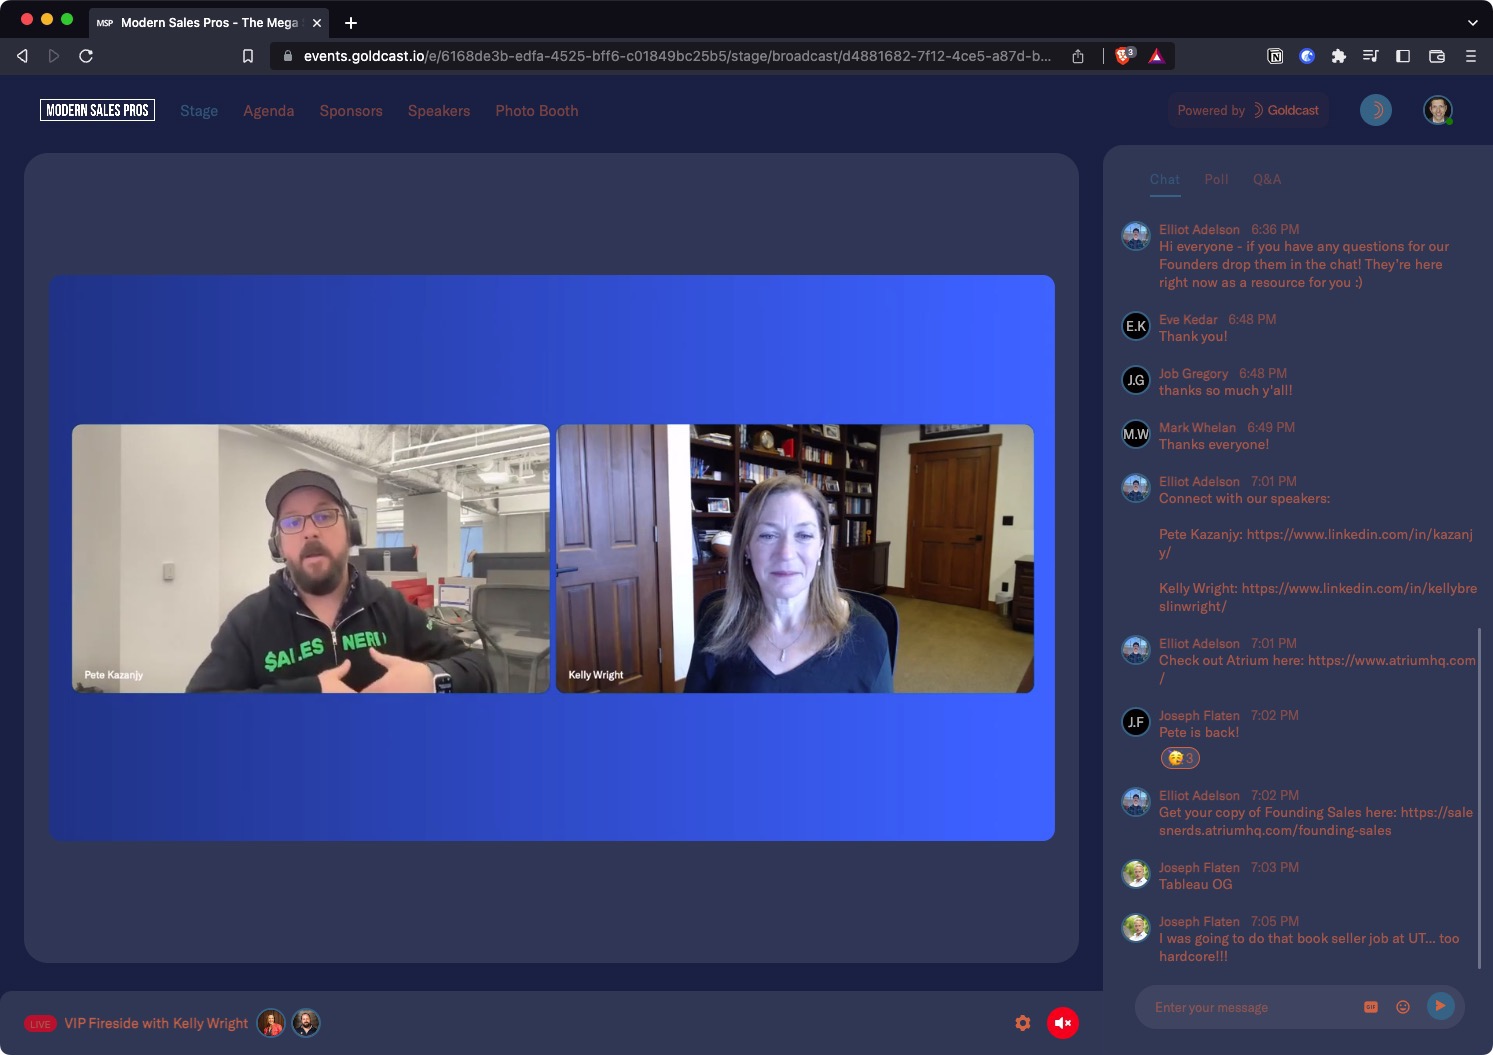 MSP Modern Sales Pros - The Mega
events.goldcast.io/e/6168de3b-edfa-4525-bff6-c01849bc25b5/stage/broadcast/d4881682-7f12-4ce5-a87d-b...
3
MODERN SALES PROS
Stage
Agenda
Sponsors
Speakers
Photo Booth
Powered by Goldcast
SALES NERD
Pete Kazanjy
Kelly Wright
LIVE
VIP Fireside with Kelly Wright
Chat
Poll
Q&A
Elliot Adelson 6:36 PM
Hi everyone - if you have any questions for our
Founders drop them in the chat! They're here
right now as a resource for you :)
E.K
Eve Kedar 6:48 PM
Thank you!
J.G
Job Gregory 6:48 PM
thanks so much y'all!
M.W
Mark Whelan 6:49 PM
Thanks everyone!
Elliot Adelson 7:01 PM
Connect with our speakers:
Pete Kazanjy: https://www.linkedin.com/in/kazanj
y/
Kelly Wright: https://www.linkedin.com/in/kellybre
slinwright/
Elliot Adelson 7:01 PM
Check out Atrium here: https://www.atriumhq.com
/
J.F
Joseph Flaten 7:02 PM
Pete is back!
🥳 3
Elliot Adelson 7:02 PM
Get your copy of Founding Sales here: https://sale
snerds.atriumhq.com/founding-sales
Joseph Flaten 7:03 PM
Tableau OG
Joseph Flaten 7:05 PM
I was going to do that book seller job at UT... too
hardcore!!!
Enter your message
GIF